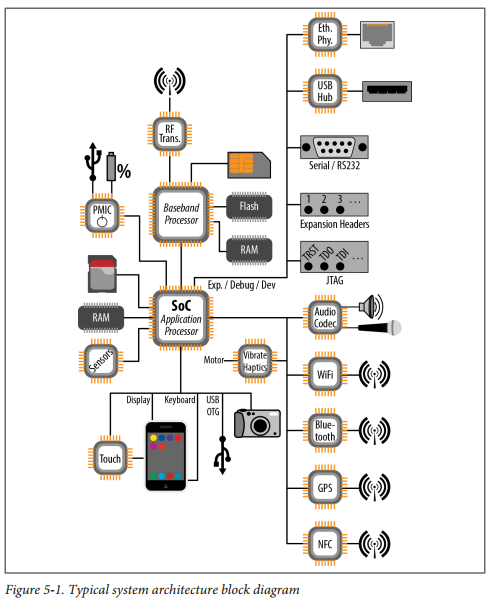 Eth.
Phy.
USB
Hub
RF
Trans.
Serial / RS232
%
PMIC
Baseband
Processor
Flash
RAM
1 2 3 ...
Expansion Headers
TRST TDO TDI ...
JTAG
Exp. / Debug / Dev
SoC
Application
Processor
RAM
Audio
Codec
Sensors
Motor
Vibrate
Haptics
WiFi
Display
Keyboard
USB
OTG
Blue-
tooth
Touch
GPS
NFC
Figure 5-1. Typical system architecture block diagram